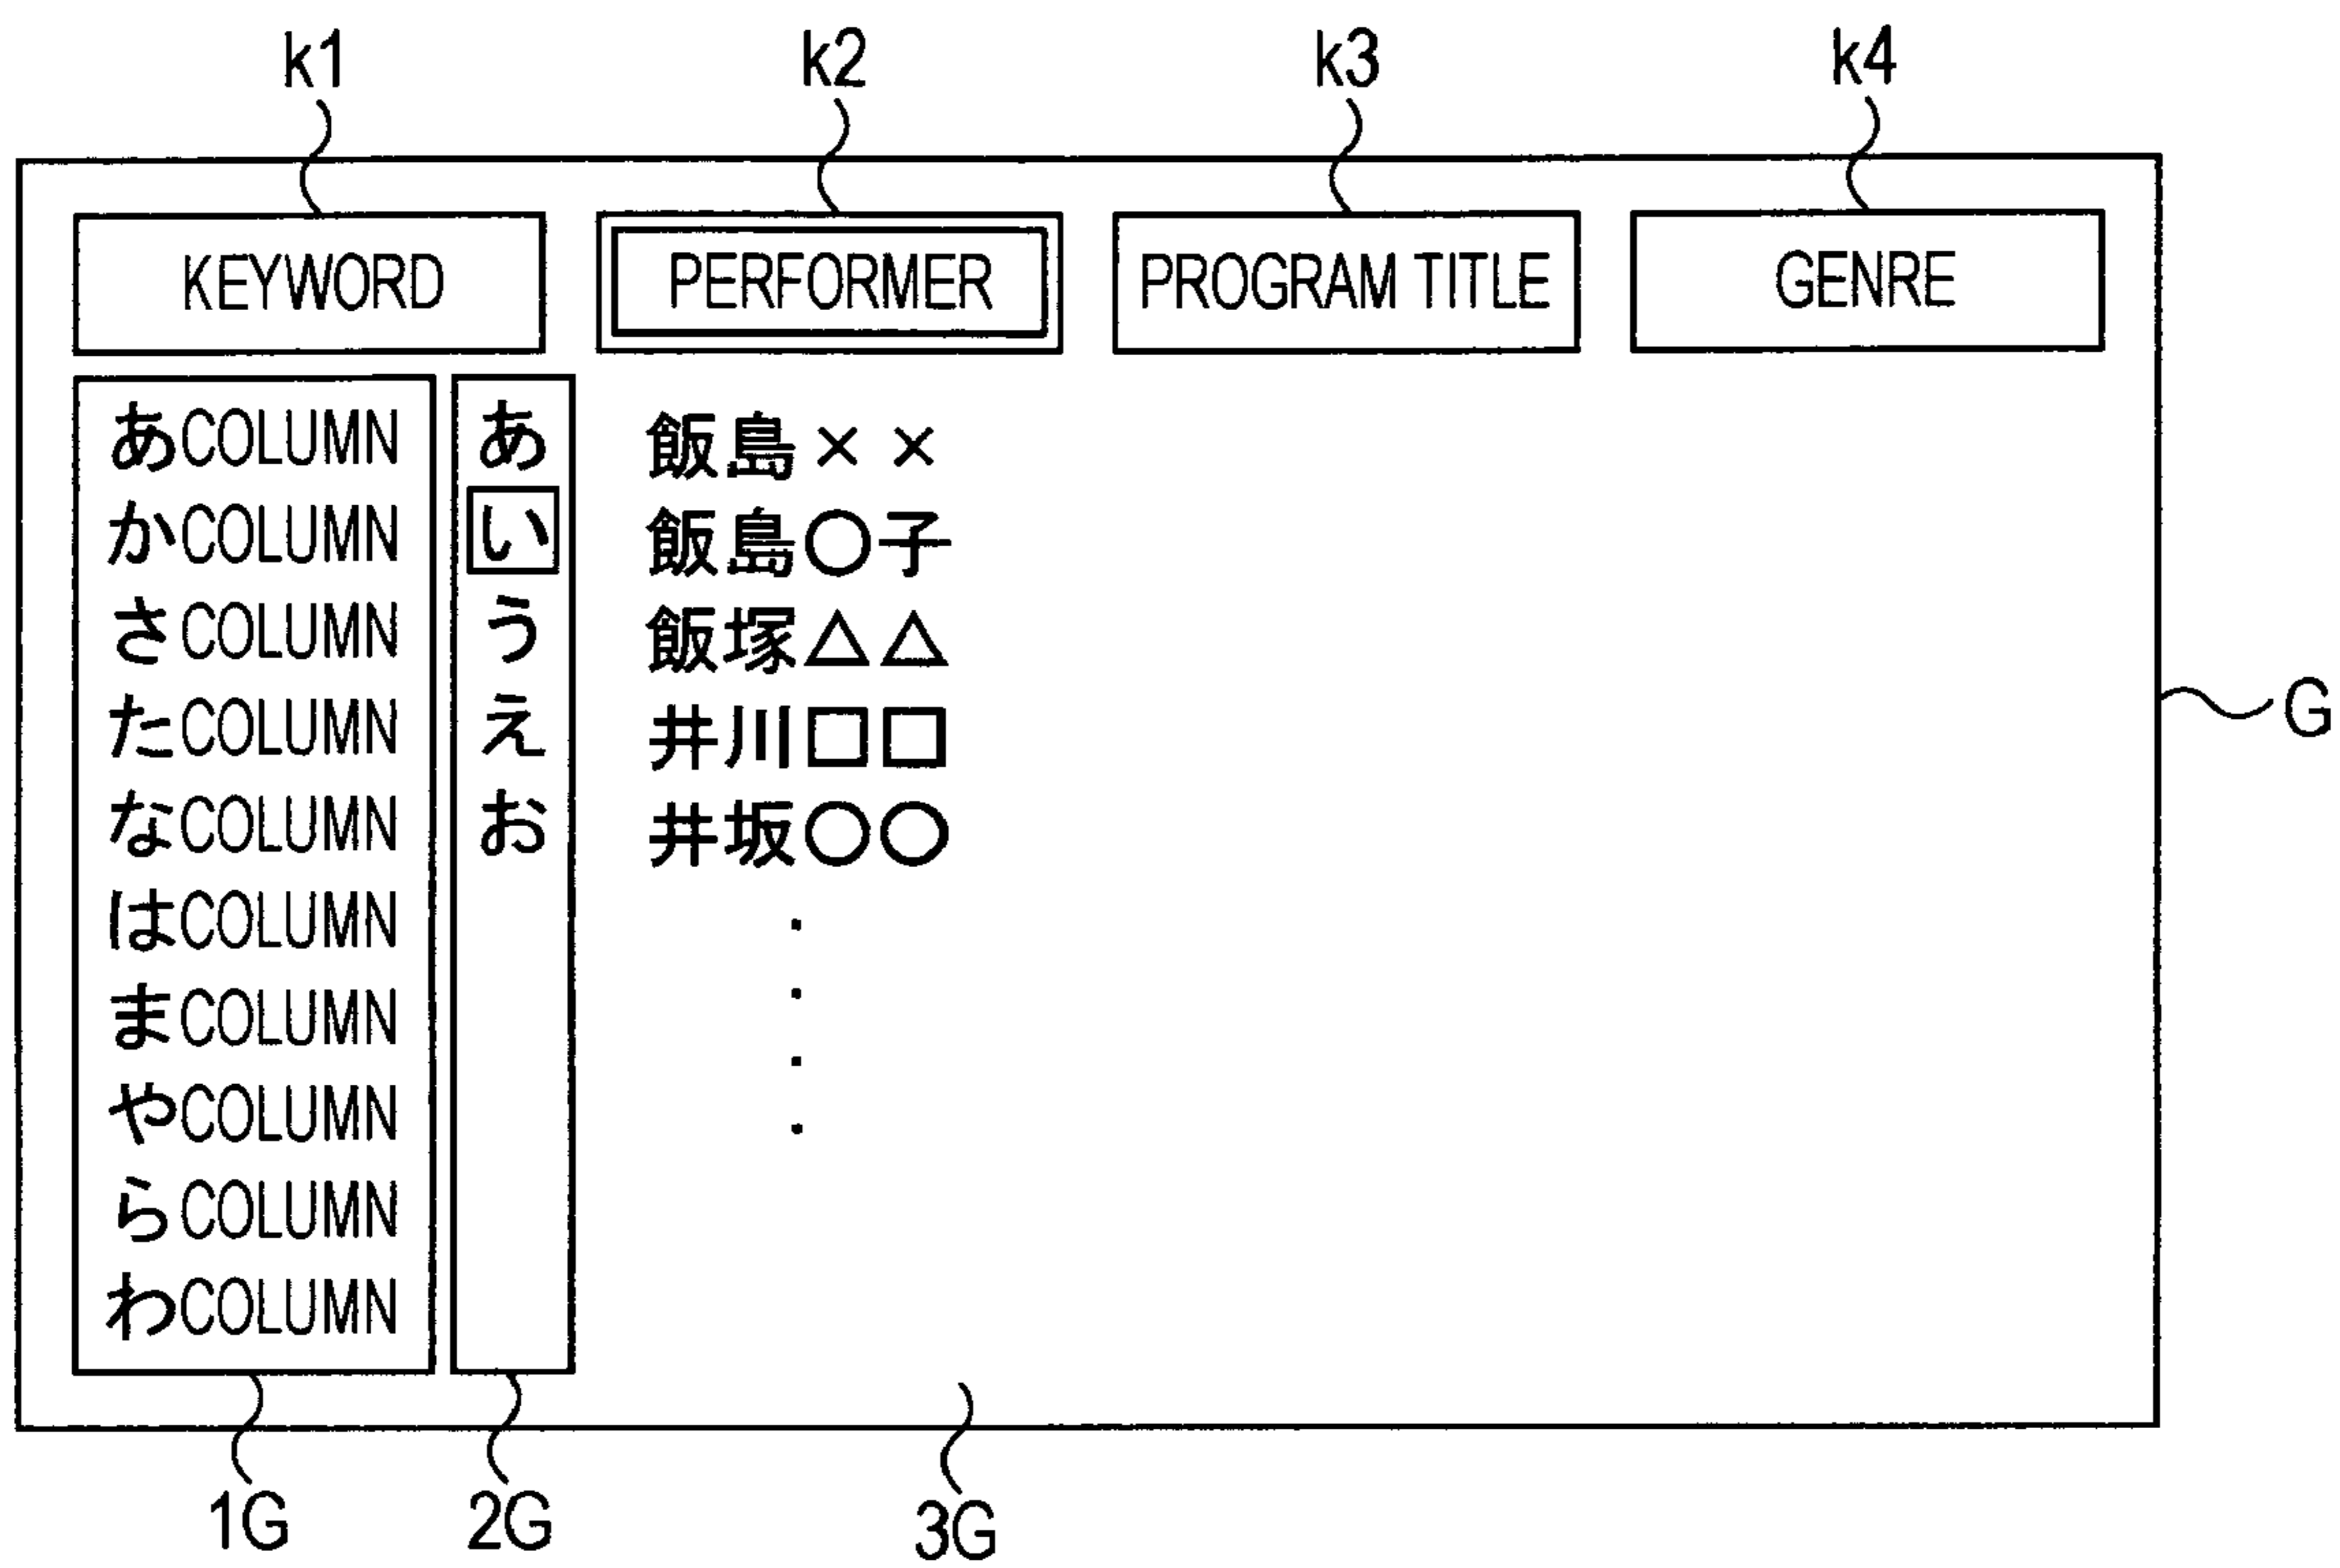 k1 k2 k3 k4
KEYWORD PERFORMER PROGRAM TITLE GENRE
あCOLUMN
かCOLUMN
さCOLUMN
たCOLUMN
なCOLUMN
はCOLUMN
まCOLUMN
やCOLUMN
らCOLUMN
わCOLUMN
あ
い
う
え
お
飯島××
飯島○子
飯塚△△
井川□□
井坂○○
G
1G 2G 3G